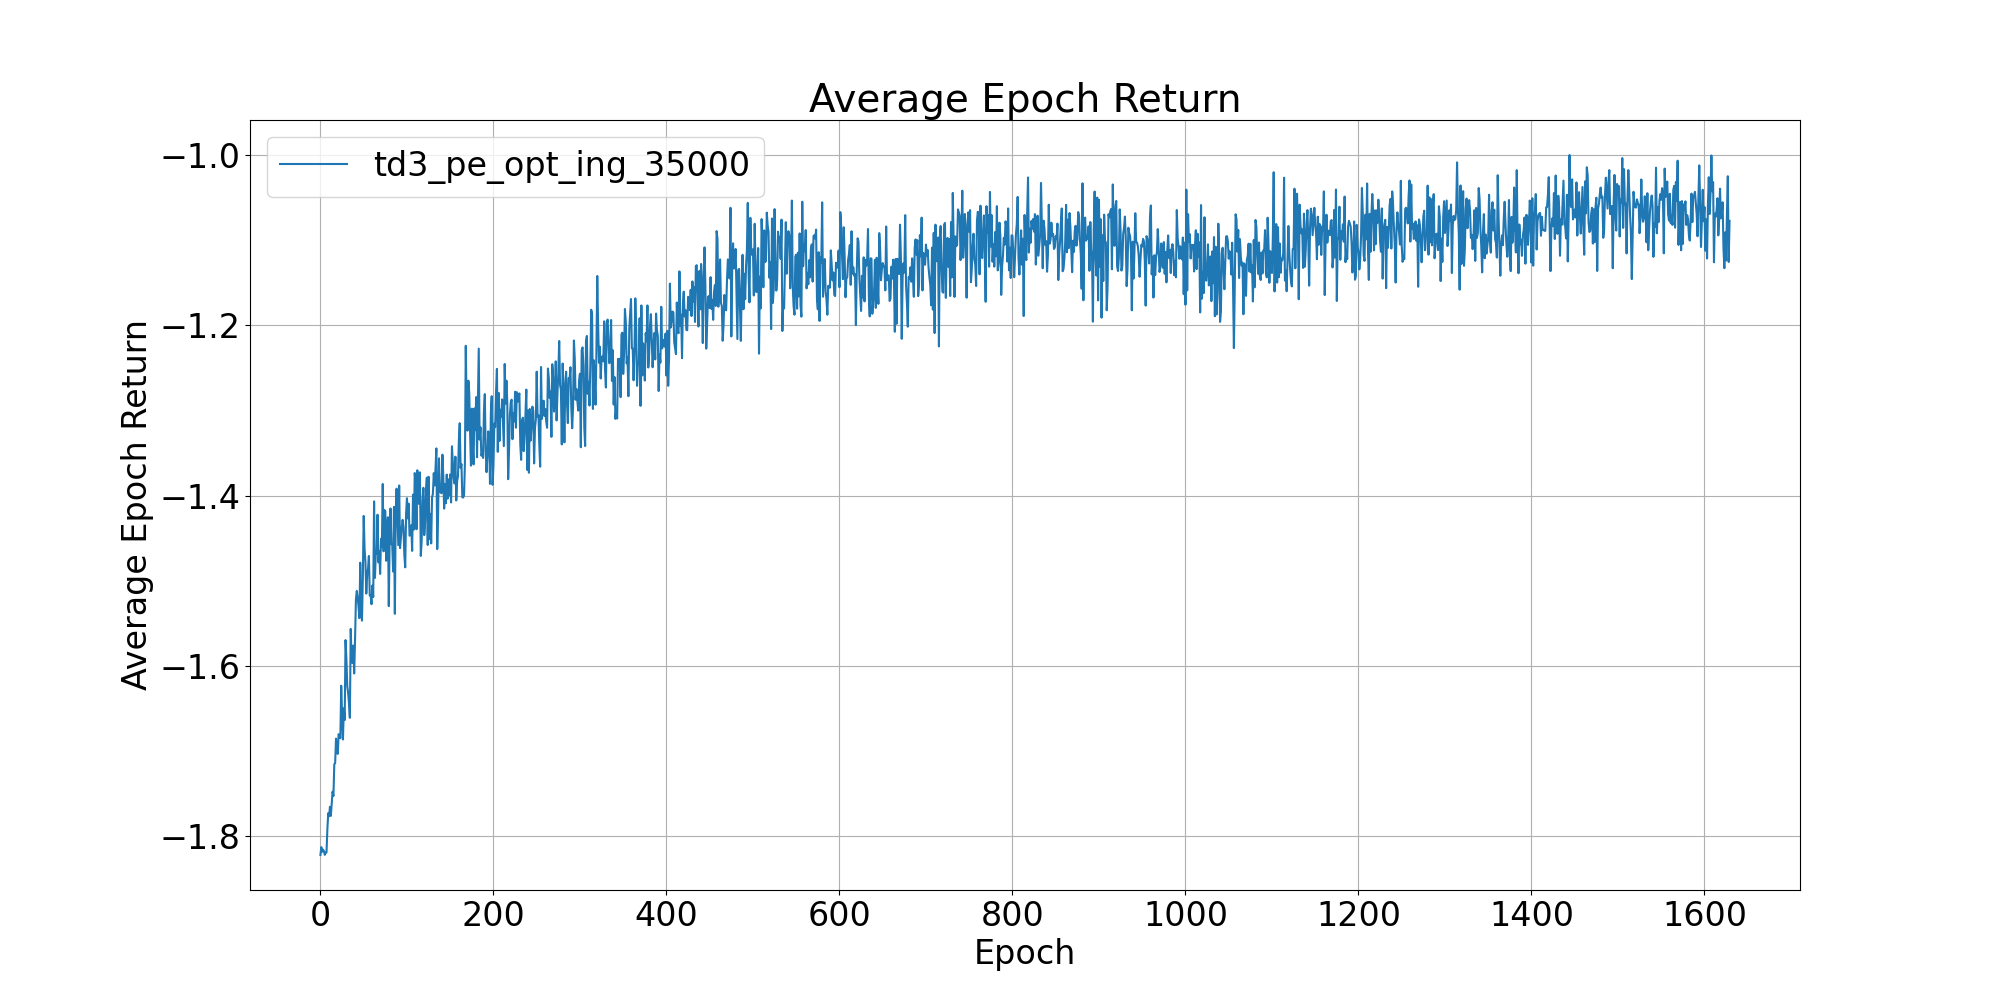 Average Epoch Return
td3_pe_opt_ing_35000
Average Epoch Return
−1.0
−1.2
−1.4
−1.6
−1.8
0 200 400 600 800 1000 1200 1400 1600
Epoch